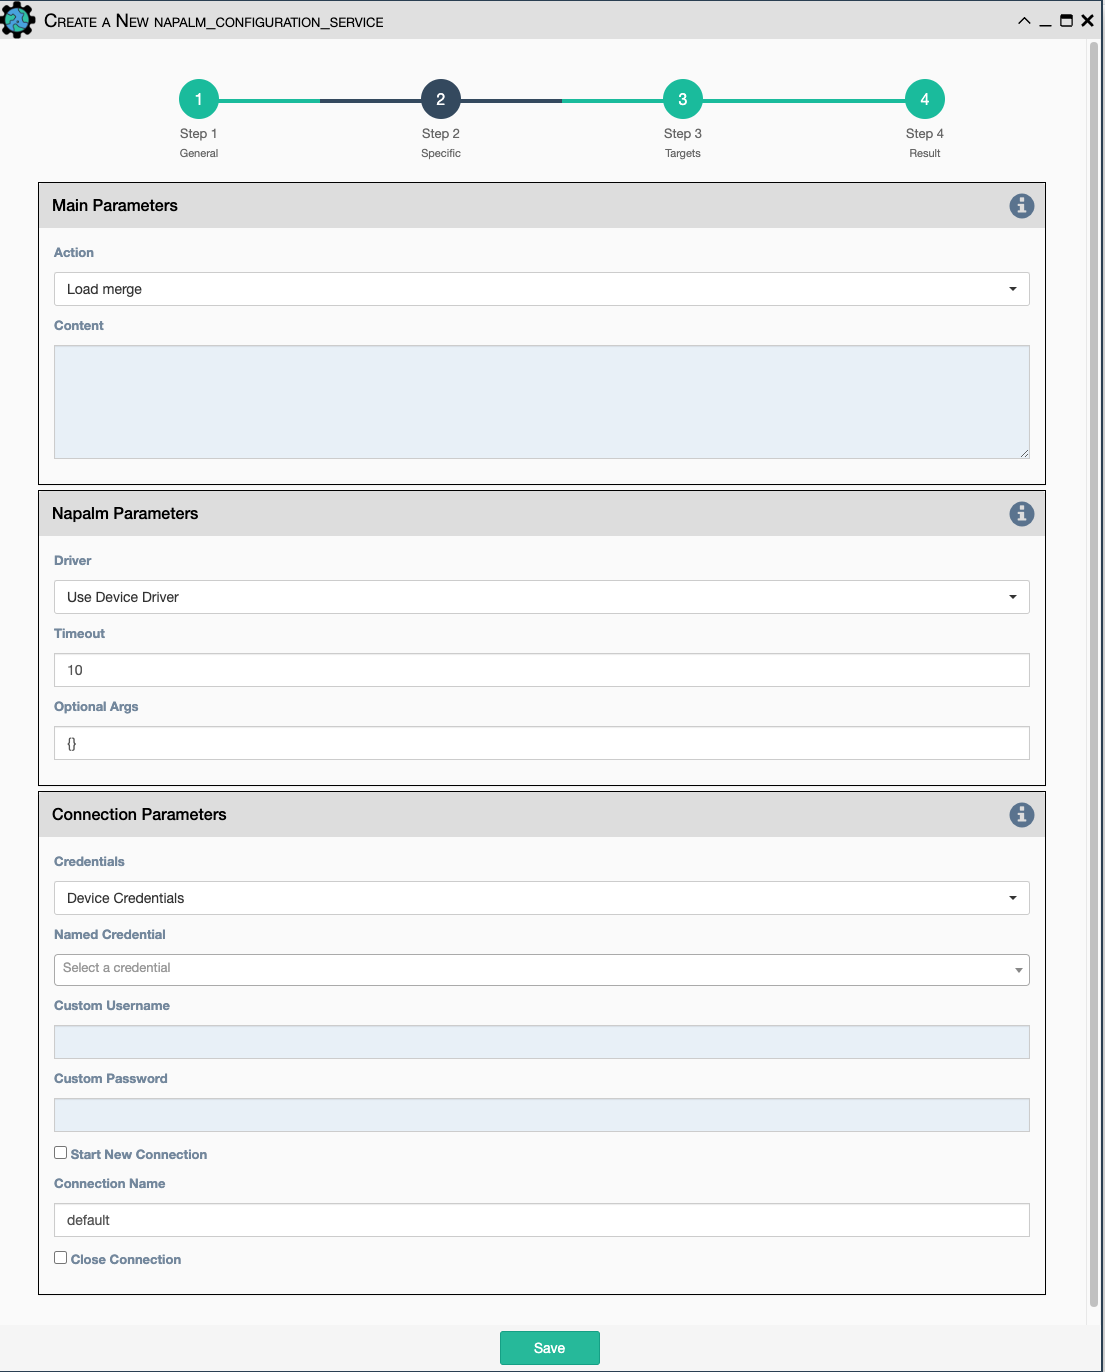 Create a New napalm_configuration_service
1 2 3 4
Step 1 Step 2 Step 3 Step 4
General Specific Targets Result
Main Parameters
Action
Load merge
Content
Napalm Parameters
Driver
Use Device Driver
Timeout
10
Optional Args
{}
Connection Parameters
Credentials
Device Credentials
Named Credential
Select a credential
Custom Username
Custom Password
Start New Connection
Connection Name
default
Close Connection
Save